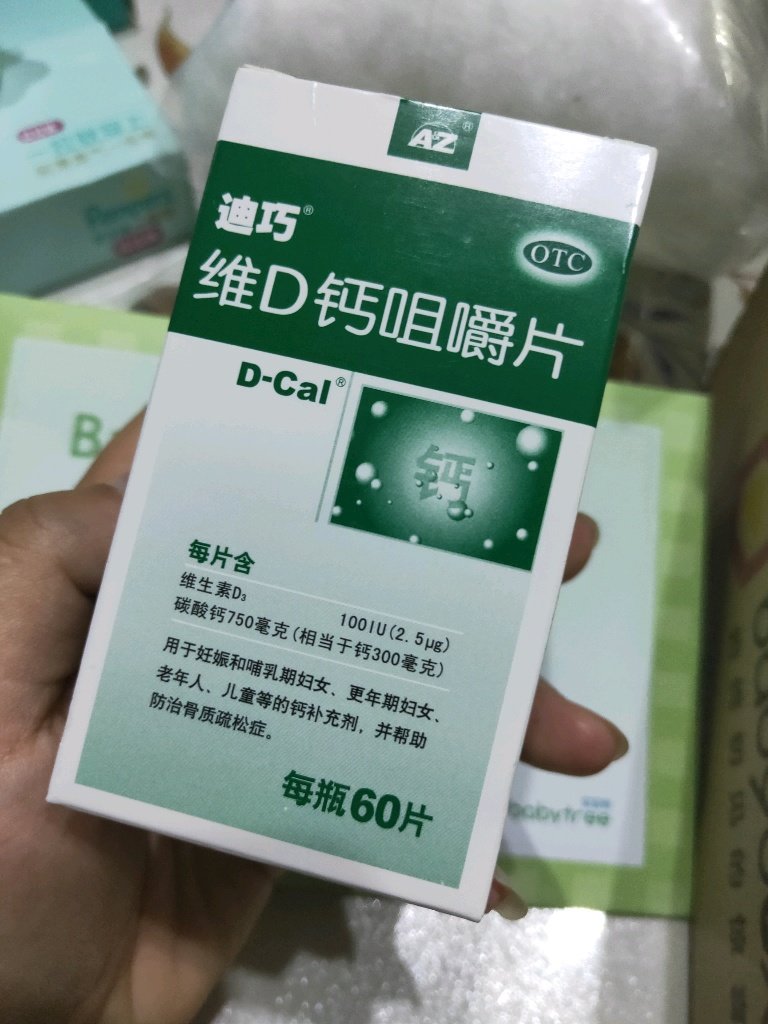 A&Z®
迪巧®
OTC
维D钙咀嚼片
D-Cal®
钙
每片含
维生素D₃ 100IU(2.5μg)
碳酸钙750毫克(相当于钙300毫克)
用于妊娠和哺乳期妇女、更年期妇女、
老年人、儿童等的钙补充剂，并帮助
防治骨质疏松症。
每瓶60片
Pampers
babyfree